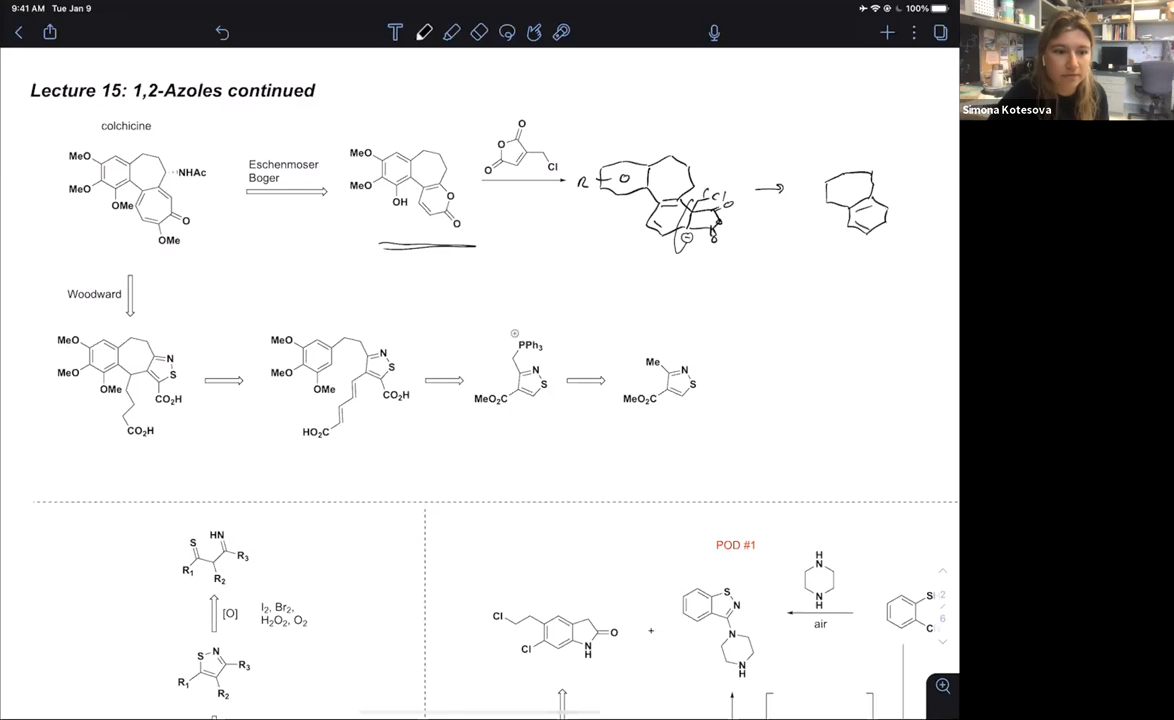 9:41 AM Tue Jan 9
100%
Simona Kotesova
Lecture 15: 1,2-Azoles continued
colchicine
MeO
MeO
OMe
NHAc
O
OMe
Eschenmoser
Boger
MeO
MeO
OH
O
O
O
O
O
Cl
R
O
Cl
O
O
O
Woodward
MeO
MeO
OMe
N
S
CO₂H
CO₂H
MeO
MeO
OMe
N
S
CO₂H
HO₂C
PPh₃
N
S
MeO₂C
Me
N
S
MeO₂C
S
HN
R₁
R₂
R₃
[O]
I₂, Br₂,
H₂O₂, O₂
S
N
R₃
R₁
R₂
POD #1
Cl
Cl
N
H
O
+
S
N
N
N
H
H
N
N
H
air
S
C
2
/
6